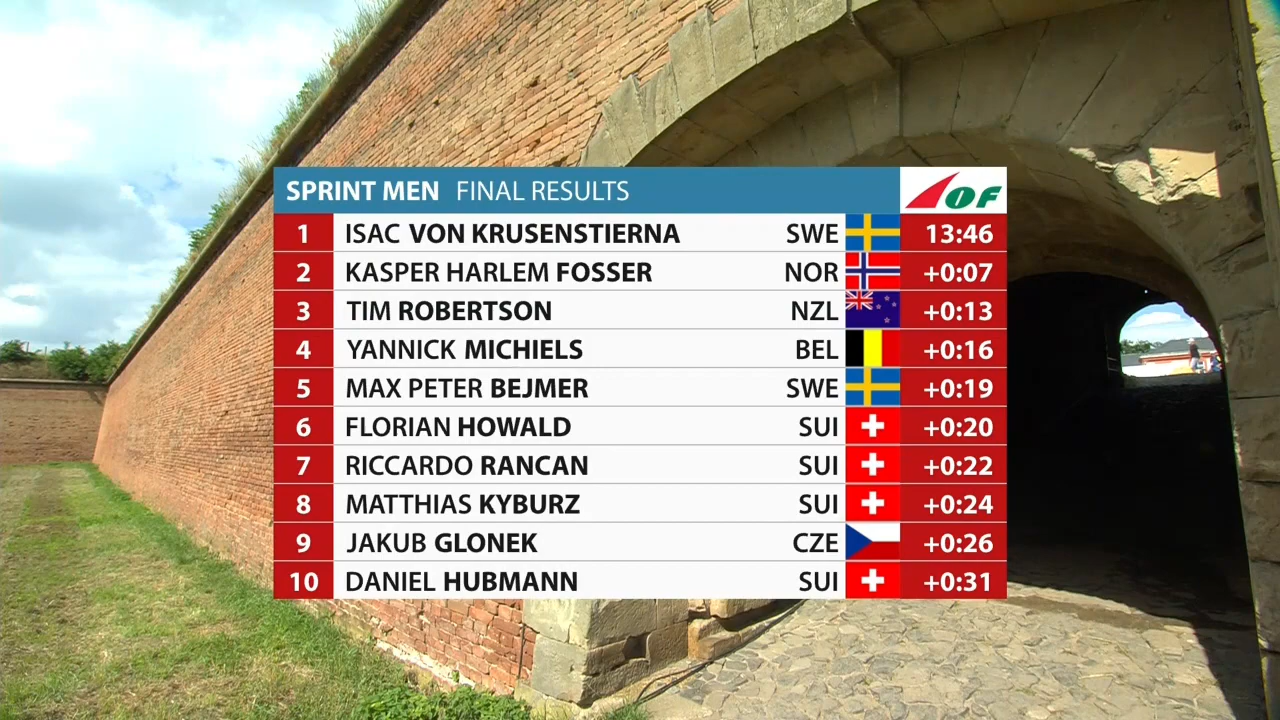 SPRINT MEN FINAL RESULTS IOF
1 ISAC VON KRUSENSTIERNA SWE 13:46
2 KASPER HARLEM FOSSER NOR +0:07
3 TIM ROBERTSON NZL +0:13
4 YANNICK MICHIELS BEL +0:16
5 MAX PETER BEJMER SWE +0:19
6 FLORIAN HOWALD SUI +0:20
7 RICCARDO RANCAN SUI +0:22
8 MATTHIAS KYBURZ SUI +0:24
9 JAKUB GLONEK CZE +0:26
10 DANIEL HUBMANN SUI +0:31